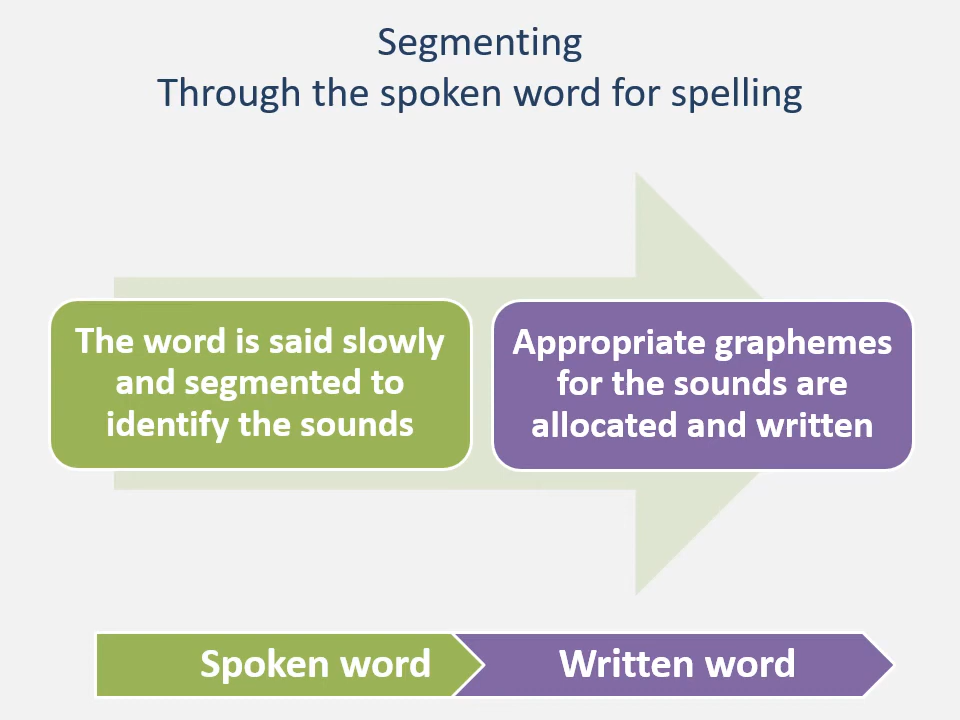 Segmenting
Through the spoken word for spelling
The word is said slowly
and segmented to
identify the sounds
Appropriate graphemes
for the sounds are
allocated and written
Spoken word
Written word